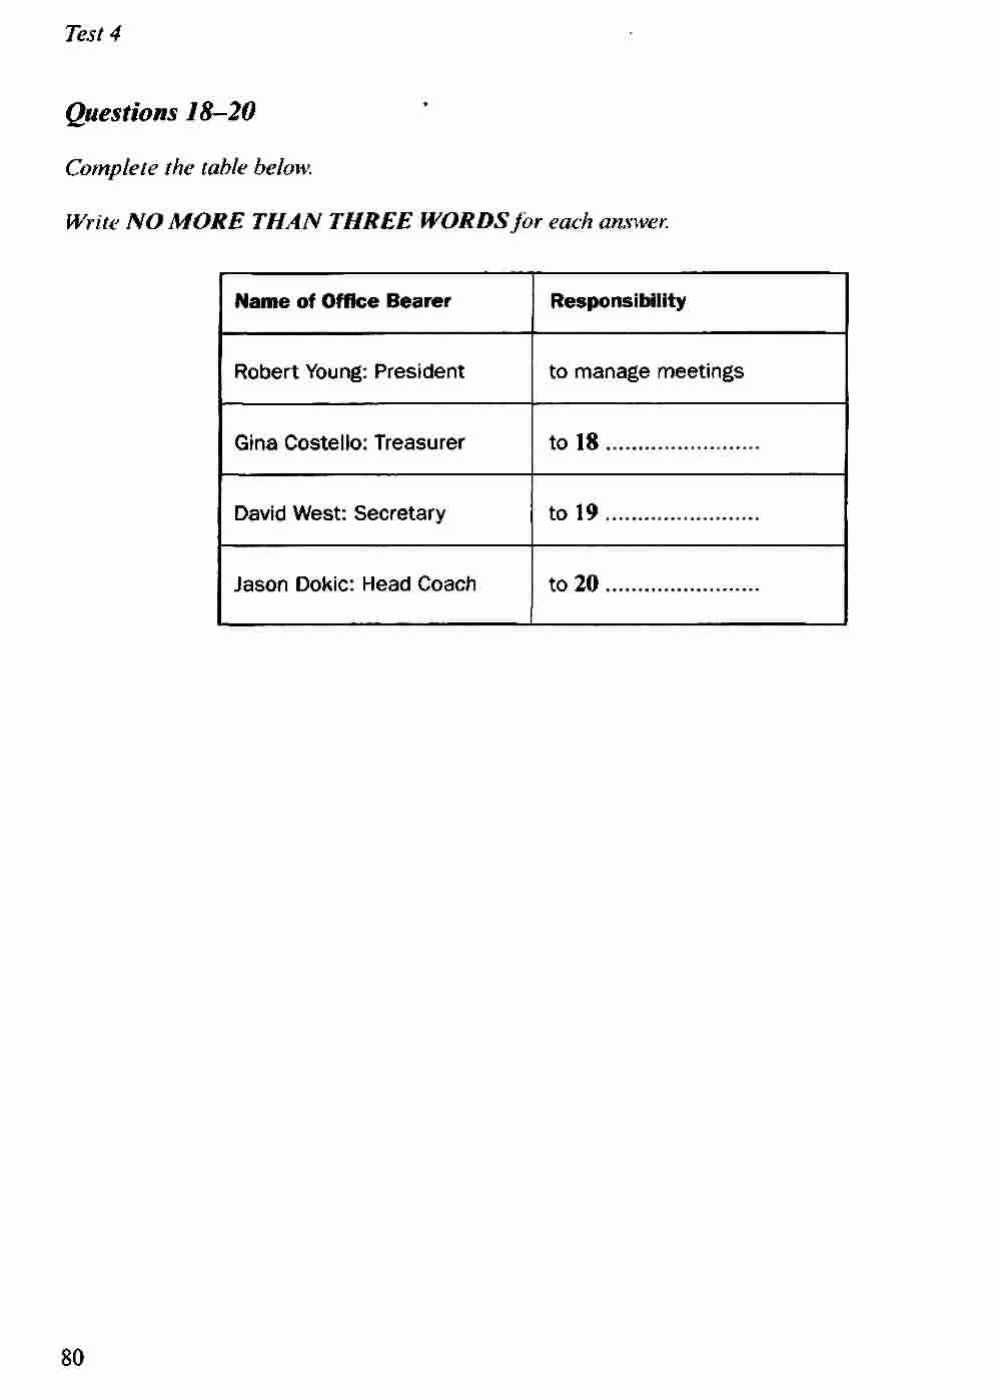 Test 4
Questions 18–20
Complete the table below.
Write NO MORE THAN THREE WORDS for each answer.
Name of Office Bearer Responsibility
Robert Young: President to manage meetings
Gina Costello: Treasurer to 18 ........................
David West: Secretary to 19 ........................
Jason Dokic: Head Coach to 20 ........................
80